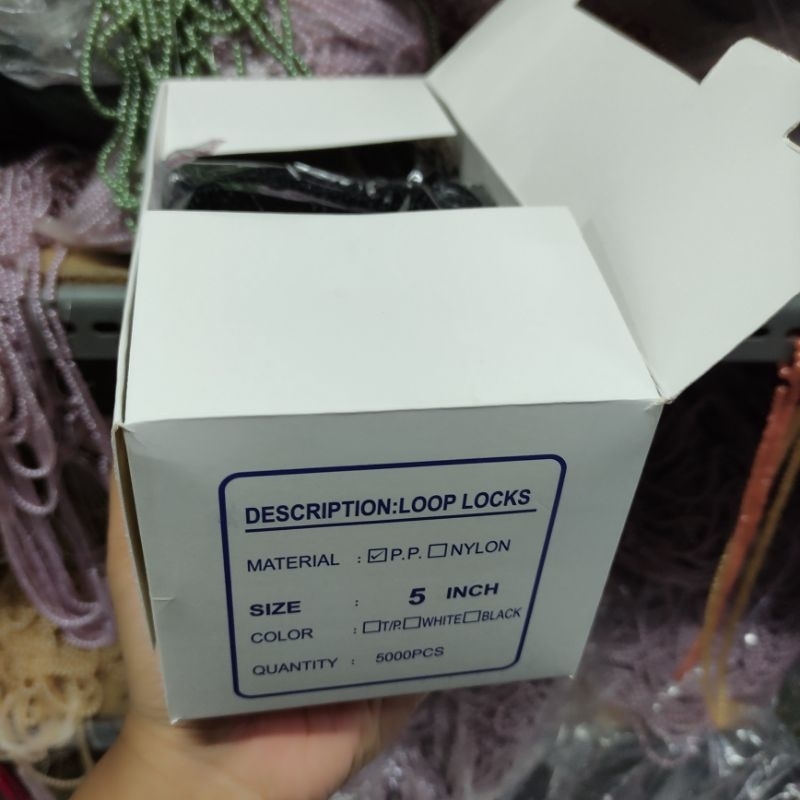 DESCRIPTION:LOOP LOCKS
MATERIAL : ☑P.P. ☐NYLON
SIZE : 5 INCH
COLOR : ☐T/P.☐WHITE☐BLACK
QUANTITY : 5000PCS